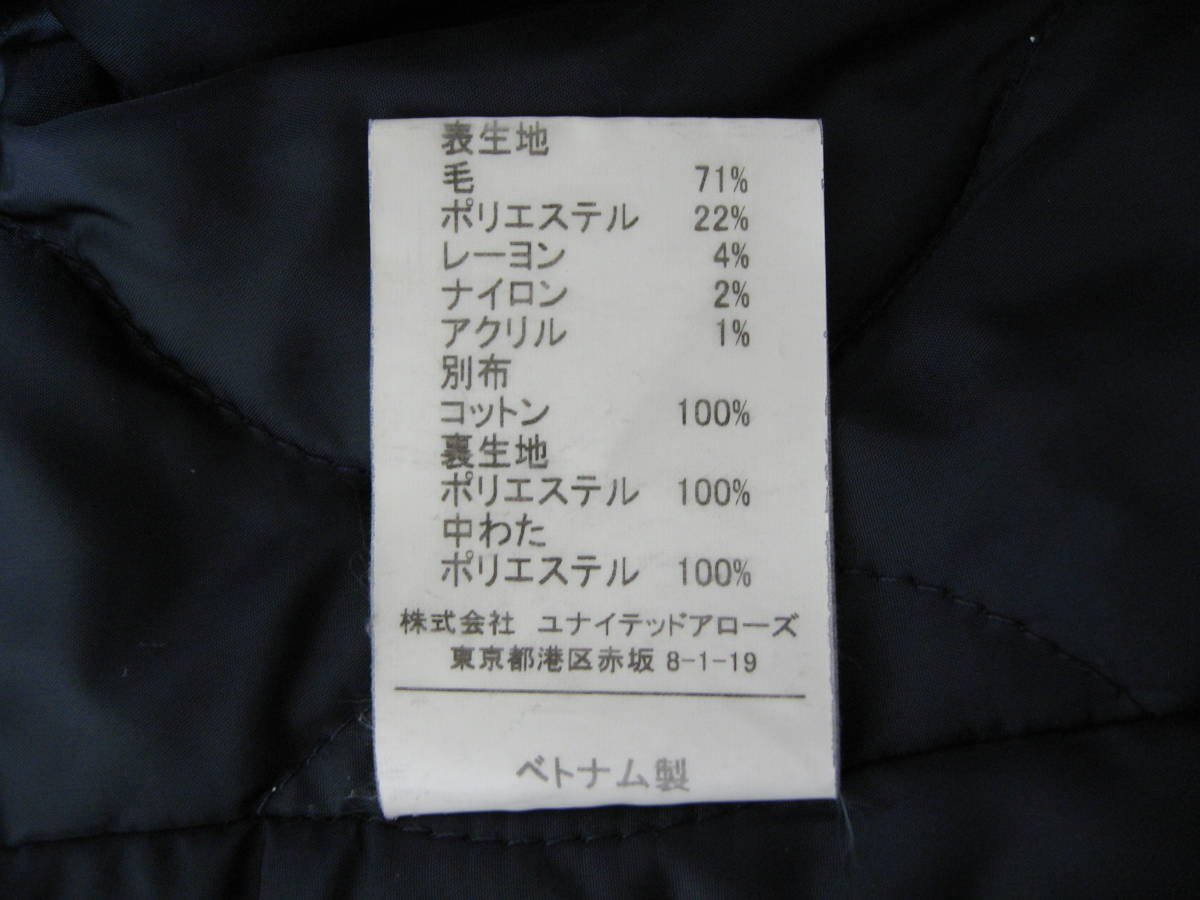 表生地
毛 71%
ポリエステル 22%
レーヨン 4%
ナイロン 2%
アクリル 1%
別布
コットン 100%
裏生地
ポリエステル 100%
中わた
ポリエステル 100%
株式会社 ユナイテッドアローズ
東京都港区赤坂 8-1-19
ベトナム製